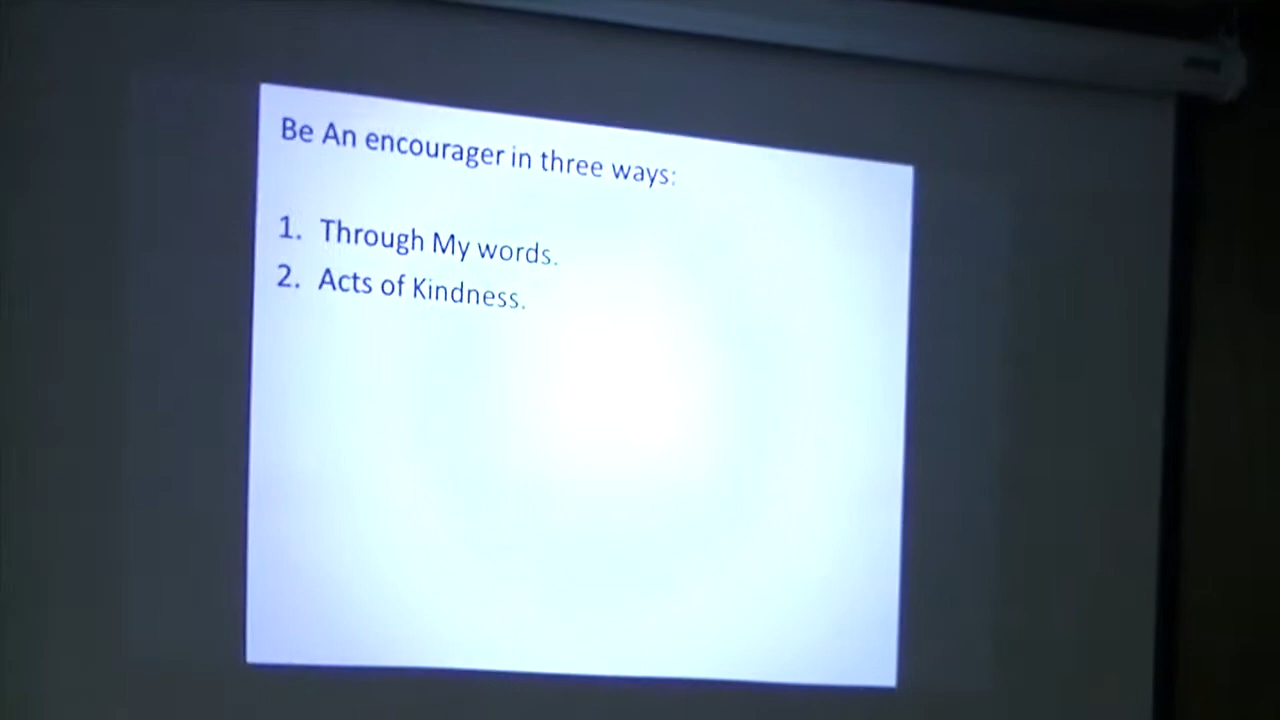 Be An encourager in three ways:
1. Through My words.
2. Acts of Kindness.